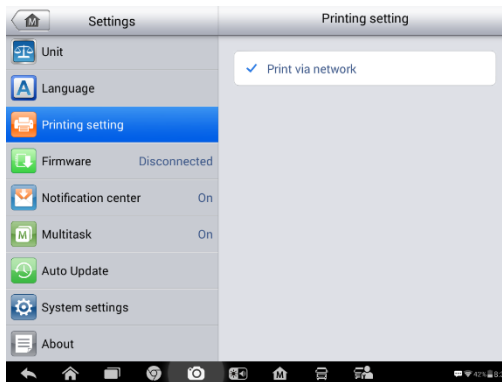 Settings
Printing setting
Unit
Language
Printing setting
Firmware Disconnected
Notification center On
Multitask On
Auto Update
System settings
About
Print via network
42%